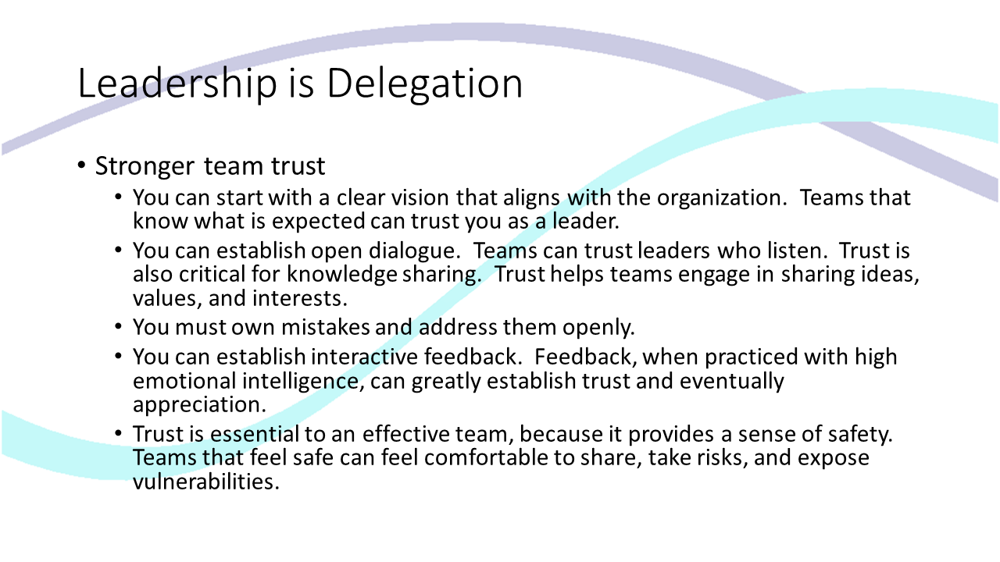 Leadership is Delegation
• Stronger team trust
• You can start with a clear vision that aligns with the organization.  Teams that
know what is expected can trust you as a leader.
• You can establish open dialogue.  Teams can trust leaders who listen.  Trust is
also critical for knowledge sharing.  Trust helps teams engage in sharing ideas,
values, and interests.
• You must own mistakes and address them openly.
• You can establish interactive feedback.  Feedback, when practiced with high
emotional intelligence, can greatly establish trust and eventually
appreciation.
• Trust is essential to an effective team, because it provides a sense of safety.
Teams that feel safe can feel comfortable to share, take risks, and expose
vulnerabilities.